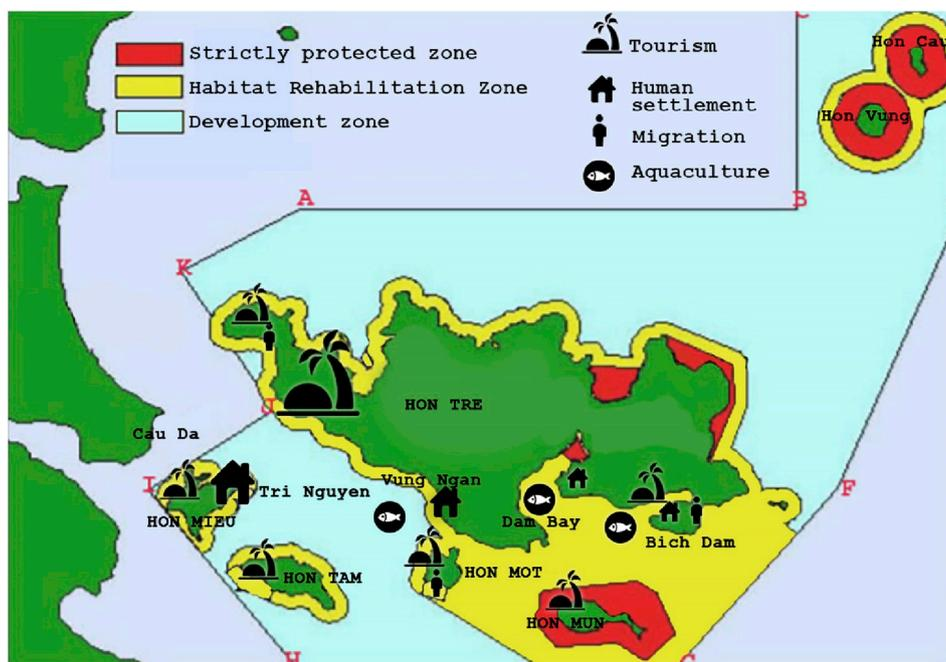 C
Hon Cau
Strictly protected zone
Tourism
Habitat Rehabilitation Zone
Human
settlement
Development zone
Hon Vung
Migration
Aquaculture
A
B
K
J
HON TRE
Cau Da
Vung Ngan
I
Tri Nguyen
F
HON MIEU
Dam Bay
Bich Dam
HON TAM
HON MOT
HON MUN
H
G